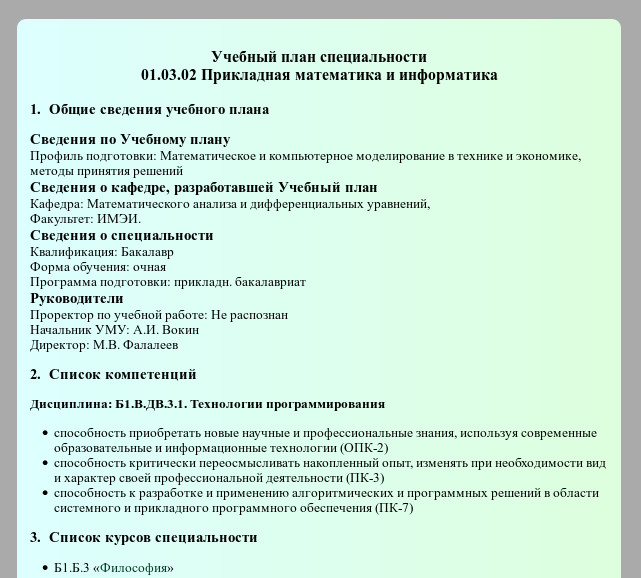 Учебный план специальности
01.03.02 Прикладная математика и информатика
1. Общие сведения учебного плана
Сведения по Учебному плану
Профиль подготовки: Математическое и компьютерное моделирование в технике и экономике,
методы принятия решений
Сведения о кафедре, разработавшей Учебный план
Кафедра: Математического анализа и дифференциальных уравнений,
Факультет: ИМЭИ.
Сведения о специальности
Квалификация: Бакалавр
Форма обучения: очная
Программа подготовки: прикладн. бакалавриат
Руководители
Проректор по учебной работе: Не распознан
Начальник УМУ: А.И. Вокин
Директор: М.В. Фалалеев
2. Список компетенций
Дисциплина: Б1.В.ДВ.3.1. Технологии программирования
• способность приобретать новые научные и профессиональные знания, используя современные
образовательные и информационные технологии (ОПК-2)
• способность критически переосмысливать накопленный опыт, изменять при необходимости вид
и характер своей профессиональной деятельности (ПК-3)
• способность к разработке и применению алгоритмических и программных решений в области
системного и прикладного программного обеспечения (ПК-7)
3. Список курсов специальности
• Б1.Б.3 «Философия»